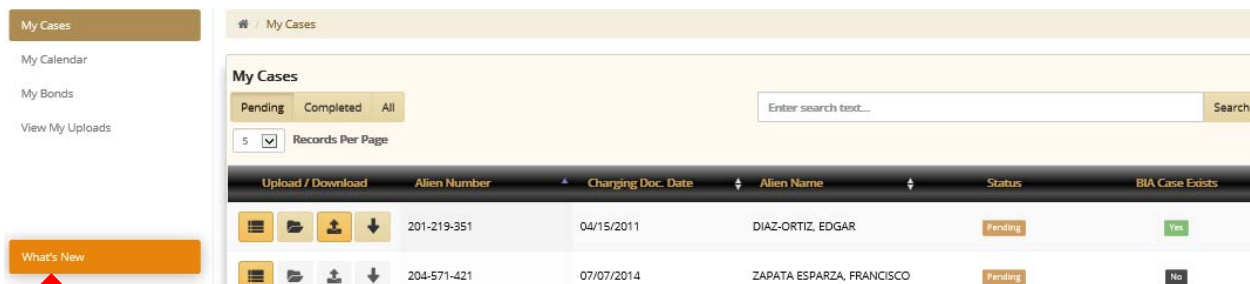 My Cases
My Calendar
My Bonds
View My Uploads
What's New
/ My Cases
My Cases
Pending Completed All
Enter search text... Search
5 Records Per Page
Upload / Download Alien Number Charging Doc. Date Alien Name Status BIA Case Exists
201-219-351 04/15/2011 DIAZ-ORTIZ, EDGAR Pending Yes
204-571-421 07/07/2014 ZAPATA ESPARZA, FRANCISCO Pending No